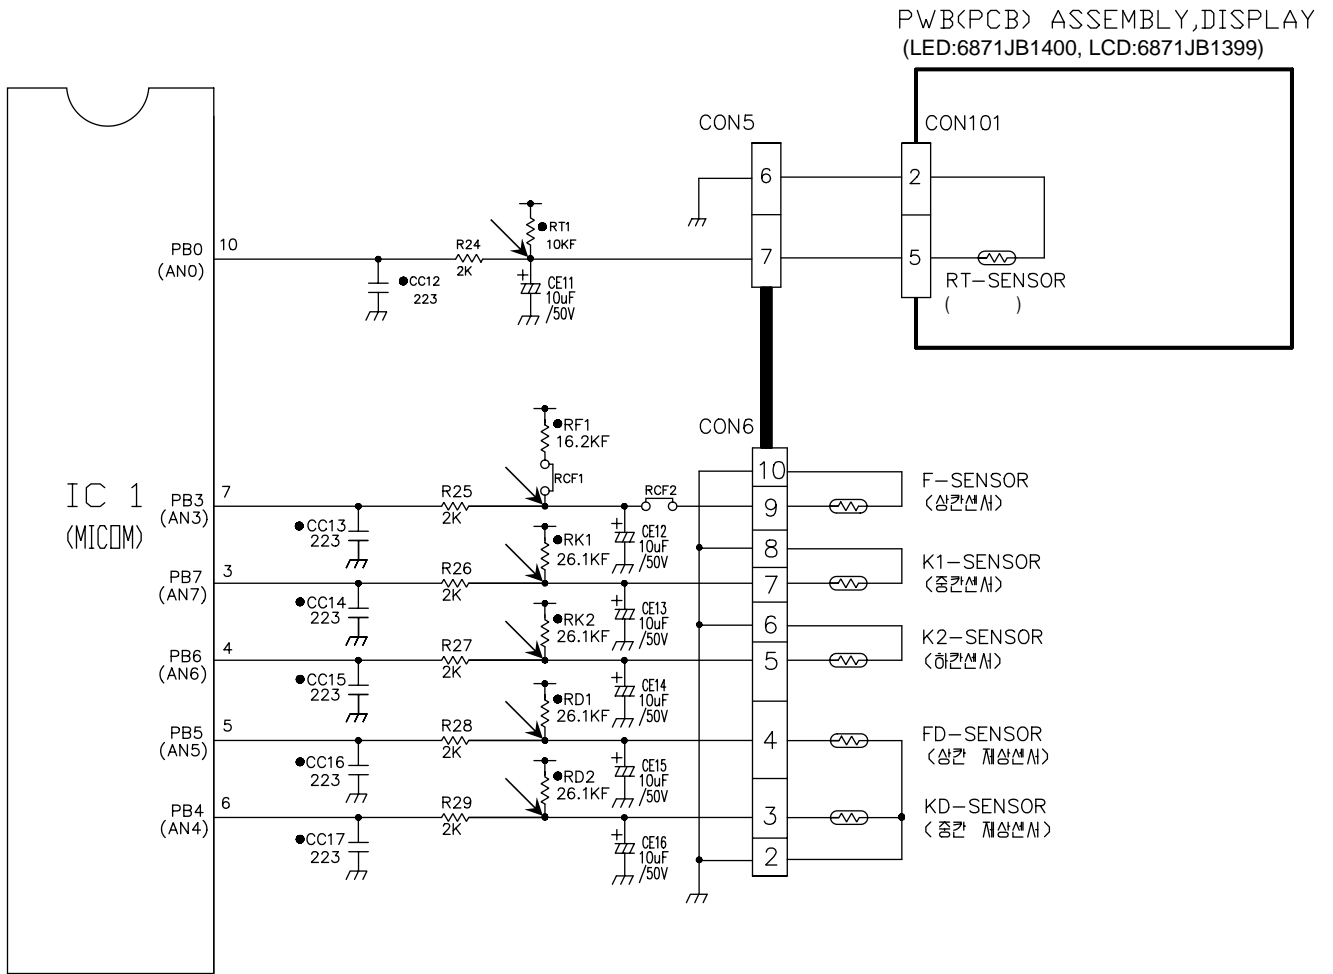 PWB(PCB) ASSEMBLY,DISPLAY
(LED:6871JB1400, LCD:6871JB1399)
CON5
CON101
6
2
RT1
10KF
PB0
(AN0)
10
R24
2K
7
5
CC12
223
CE11
10uF
/50V
RT-SENSOR
( )
RF1
16.2KF
CON6
RCF1
10
F-SENSOR
(상칸센서)
IC 1
(MICOM)
PB3
(AN3)
7
R25
2K
RCF2
9
CC13
223
CE12
10uF
/50V
RK1
26.1KF
8
K1-SENSOR
(중칸센서)
PB7
(AN7)
3
R26
2K
7
CC14
223
CE13
10uF
/50V
RK2
26.1KF
6
K2-SENSOR
(하칸센서)
PB6
(AN6)
4
R27
2K
5
CC15
223
CE14
10uF
/50V
RD1
26.1KF
FD-SENSOR
(상칸 제상센서)
PB5
(AN5)
5
R28
2K
4
CC16
223
CE15
10uF
/50V
RD2
26.1KF
KD-SENSOR
(중칸 제상센서)
PB4
(AN4)
6
R29
2K
3
CC17
223
CE16
10uF
/50V
2